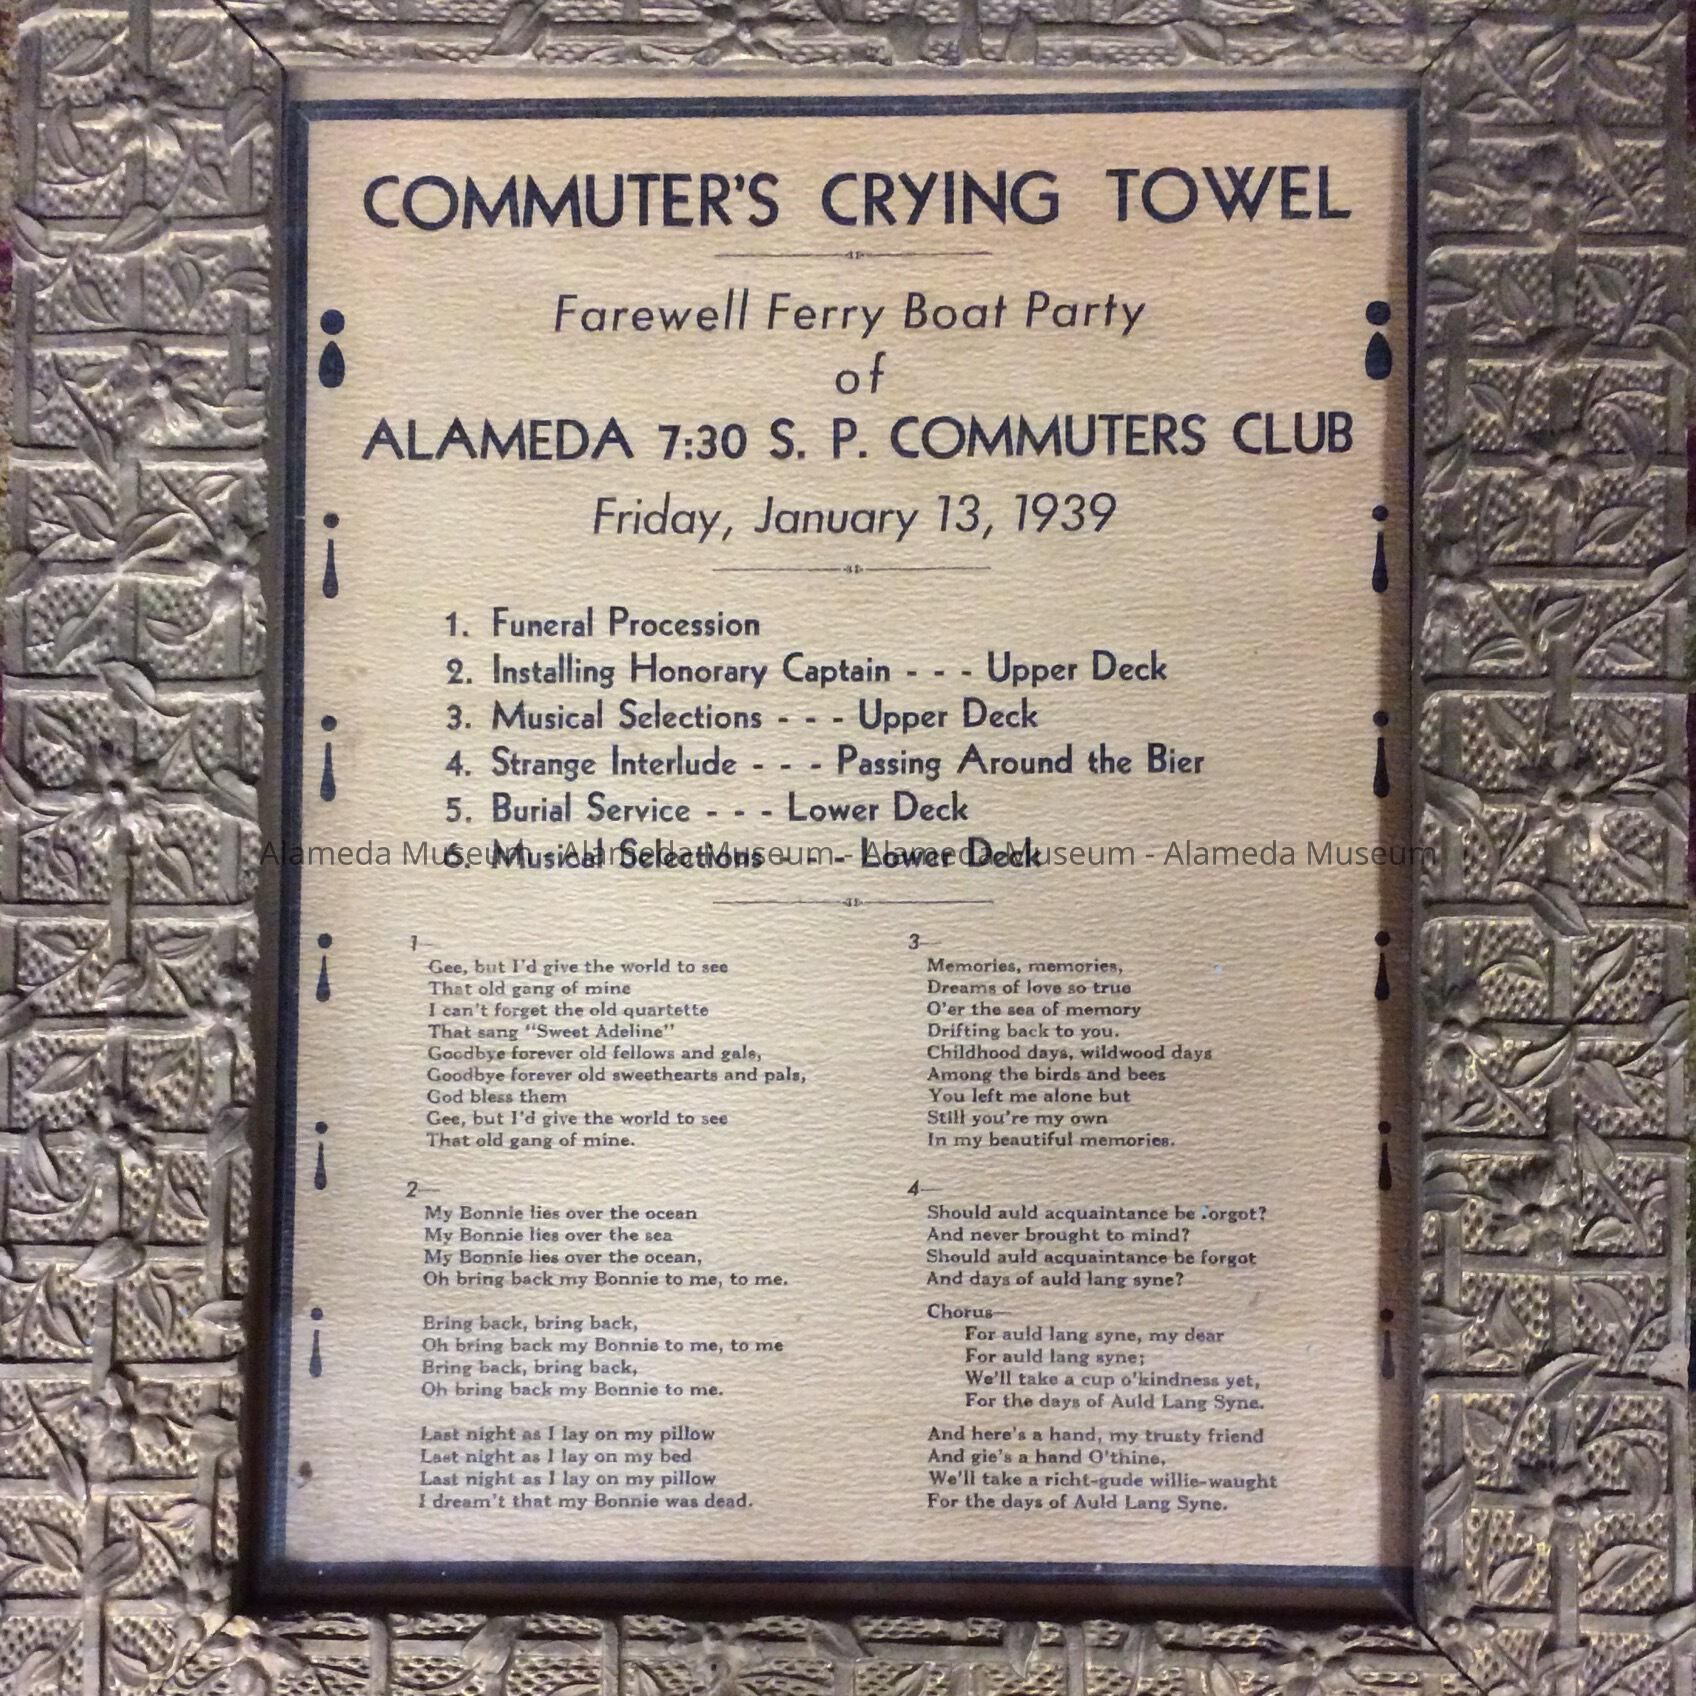 COMMUTER'S CRYING TOWEL
Farewell Ferry Boat Party
of
ALAMEDA 7:30 S. P. COMMUTERS CLUB
Friday, January 13, 1939
1. Funeral Procession
2. Installing Honorary Captain - - - Upper Deck
3. Musical Selections - - - Upper Deck
4. Strange Interlude - - - Passing Around the Bier
5. Burial Service - - - Lower Deck
6. Musical Selections - - - Lower Deck
Alameda Museum - Alameda Museum - Alameda Museum - Alameda Museum
1—
Gee, but I'd give the world to see
That old gang of mine
I can't forget the old quartette
That sang "Sweet Adeline"
Goodbye forever old fellows and gals,
Goodbye forever old sweethearts and pals,
God bless them
Gee, but I'd give the world to see
That old gang of mine.
2—
My Bonnie lies over the ocean
My Bonnie lies over the sea
My Bonnie lies over the ocean,
Oh bring back my Bonnie to me, to me.
Bring back, bring back,
Oh bring back my Bonnie to me, to me
Bring back, bring back,
Oh bring back my Bonnie to me.
Last night as I lay on my pillow
Last night as I lay on my bed
Last night as I lay on my pillow
I dream't that my Bonnie was dead.
3—
Memories, memories,
Dreams of love so true
O'er the sea of memory
Drifting back to you.
Childhood days, wildwood days
Among the birds and bees
You left me alone but
Still you're my own
In my beautiful memories.
4—
Should auld acquaintance be forgot?
And never brought to mind?
Should auld acquaintance be forgot
And days of auld lang syne?
Chorus—
For auld lang syne, my dear
For auld lang syne;
We'll take a cup o'kindness yet,
For the days of Auld Lang Syne.
And here's a hand, my trusty friend
And gie's a hand O'thine,
We'll take a richt-gude willie-waught
For the days of Auld Lang Syne.